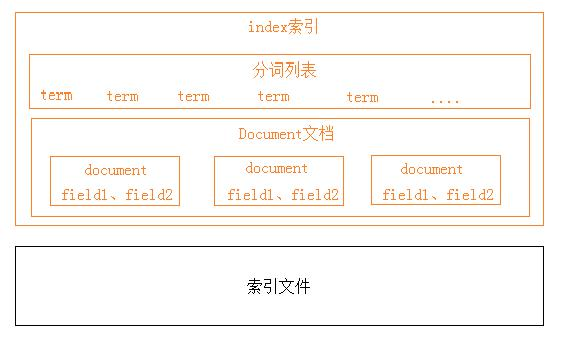 index索引
分词列表
term term term term term ....
Document文档
document document document
field1、field2 field1、field2 field1、field2
索引文件